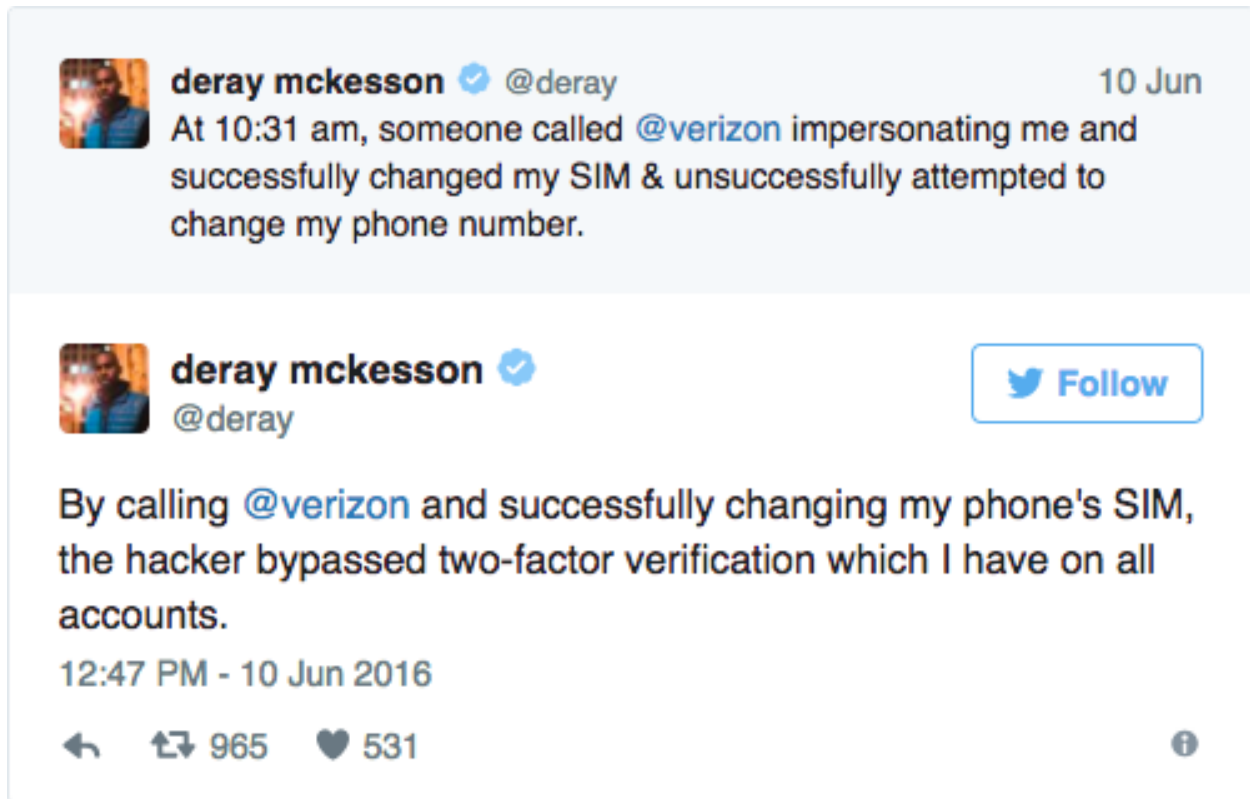 deray mckesson @deray 10 Jun
At 10:31 am, someone called @verizon impersonating me and
successfully changed my SIM & unsuccessfully attempted to
change my phone number.
deray mckesson
@deray
Follow
By calling @verizon and successfully changing my phone's SIM,
the hacker bypassed two-factor verification which I have on all
accounts.
12:47 PM - 10 Jun 2016
965 531